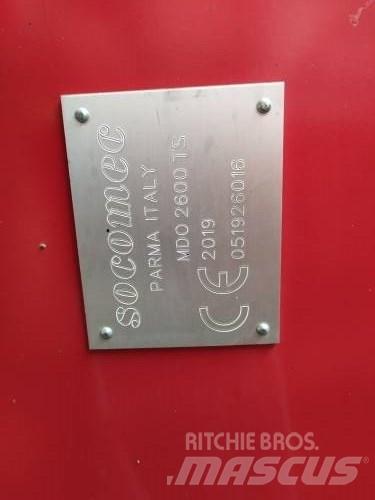 socomec
PARMA ITALY
MDO 2600 TS
CE 2019
051926016
RITCHIE BROS.
MASCUS